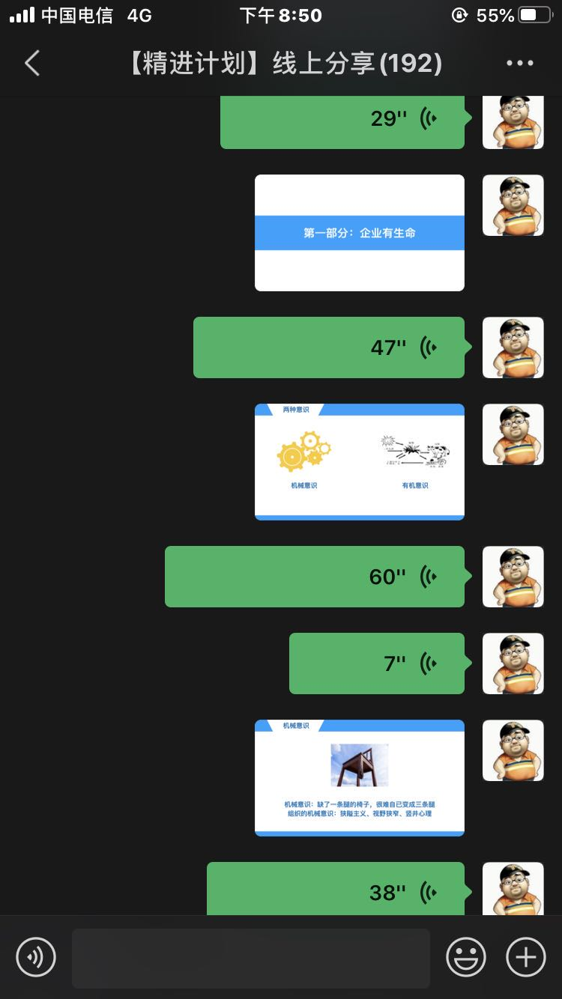 中国电信 4G
下午8:50
55%
【精进计划】线上分享(192)
29''
第一部分：企业有生命
47''
两种意识
机械意识
有机意识
60''
7''
机械意识
机械意识：缺了一条腿的椅子，很难自已变成三条腿
组织的机械意识：狭隘主义、视野狭窄、竖井心理
38''